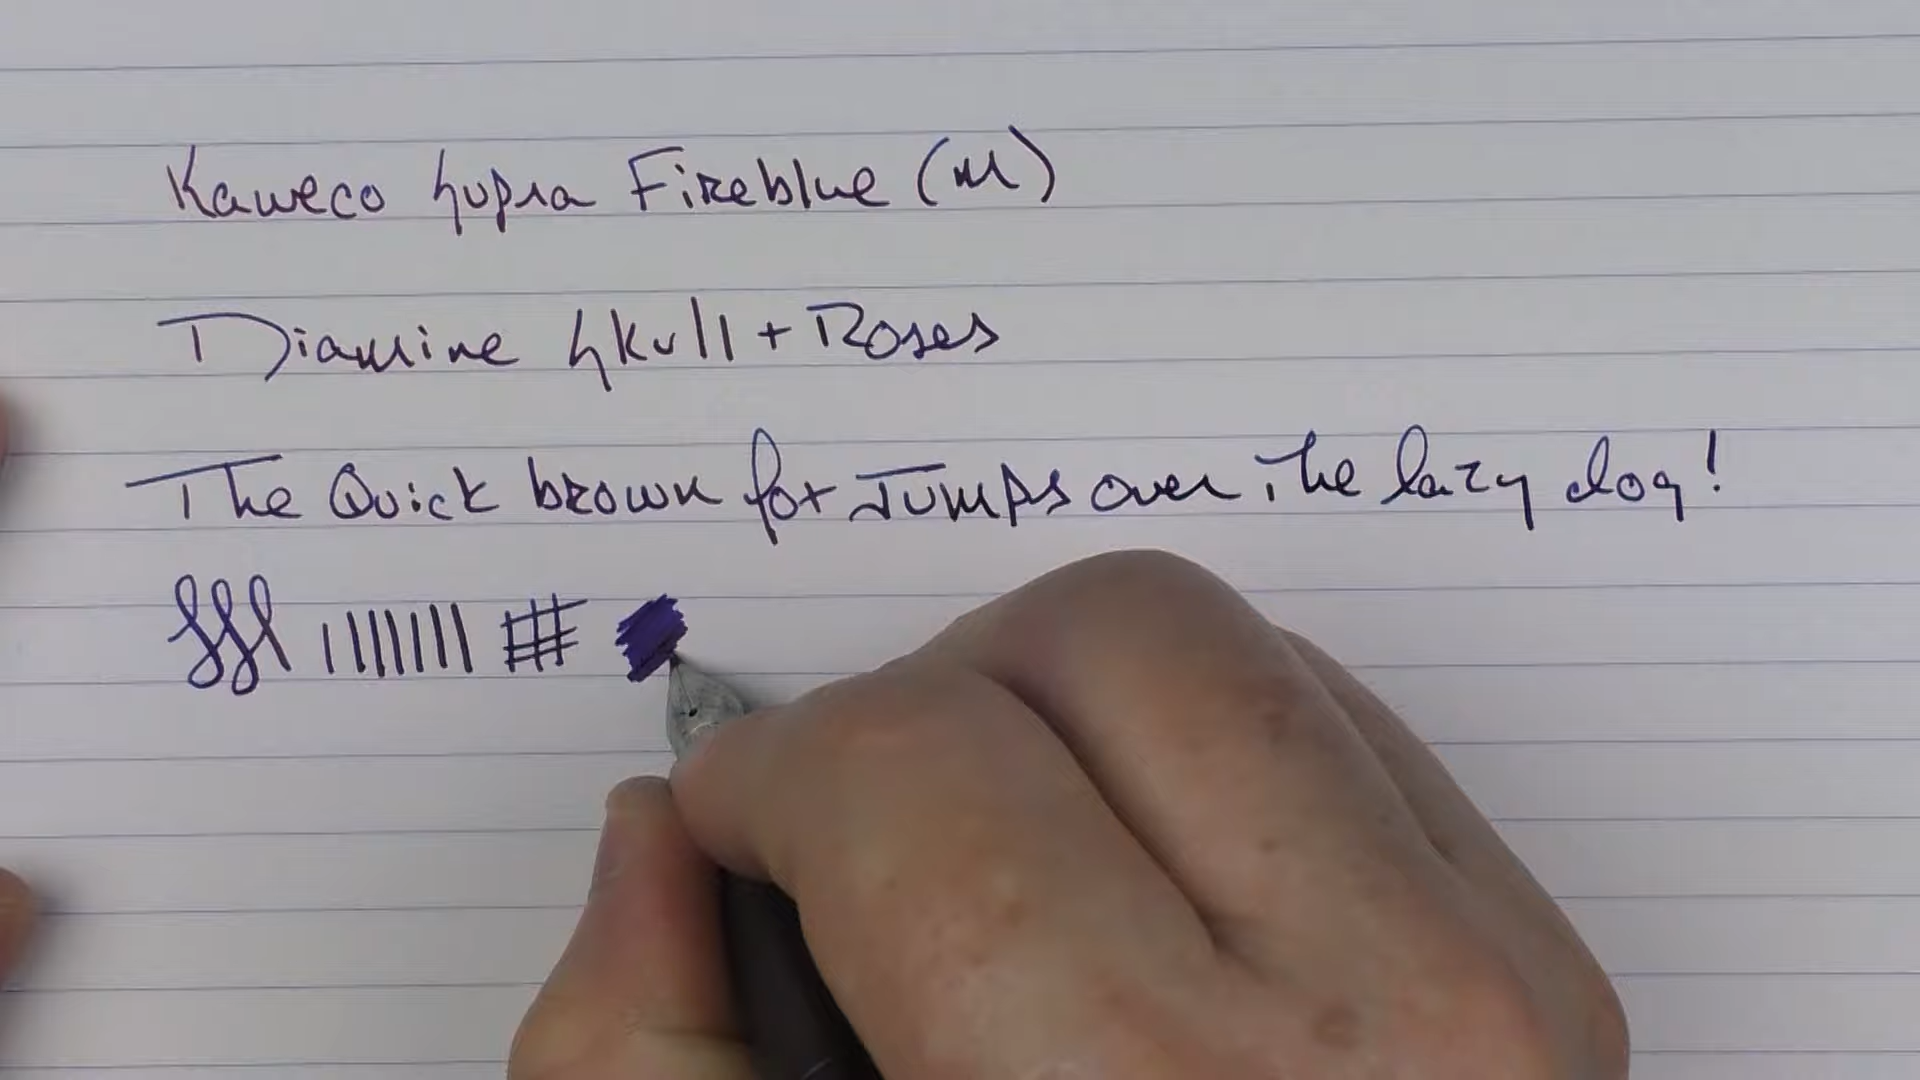 Kaweco Supra Fireblue (M)
Diamine Skull + Roses
The Quick brown fox Jumps over the lazy dog!